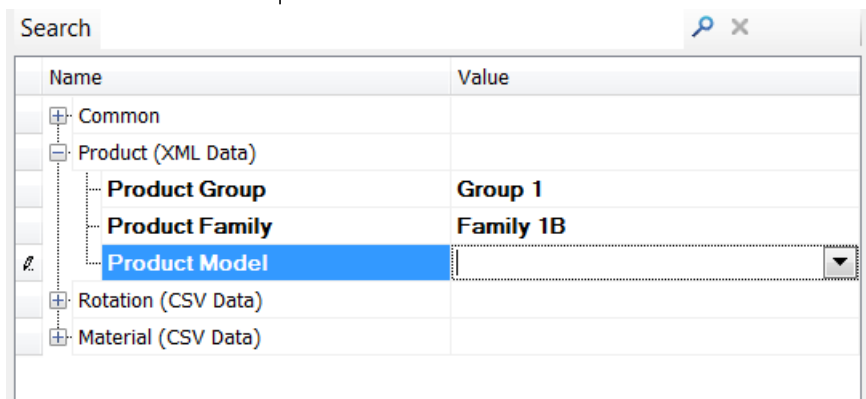 Search
Name Value
Common
Product (XML Data)
Product Group Group 1
Product Family Family 1B
Product Model
Rotation (CSV Data)
Material (CSV Data)